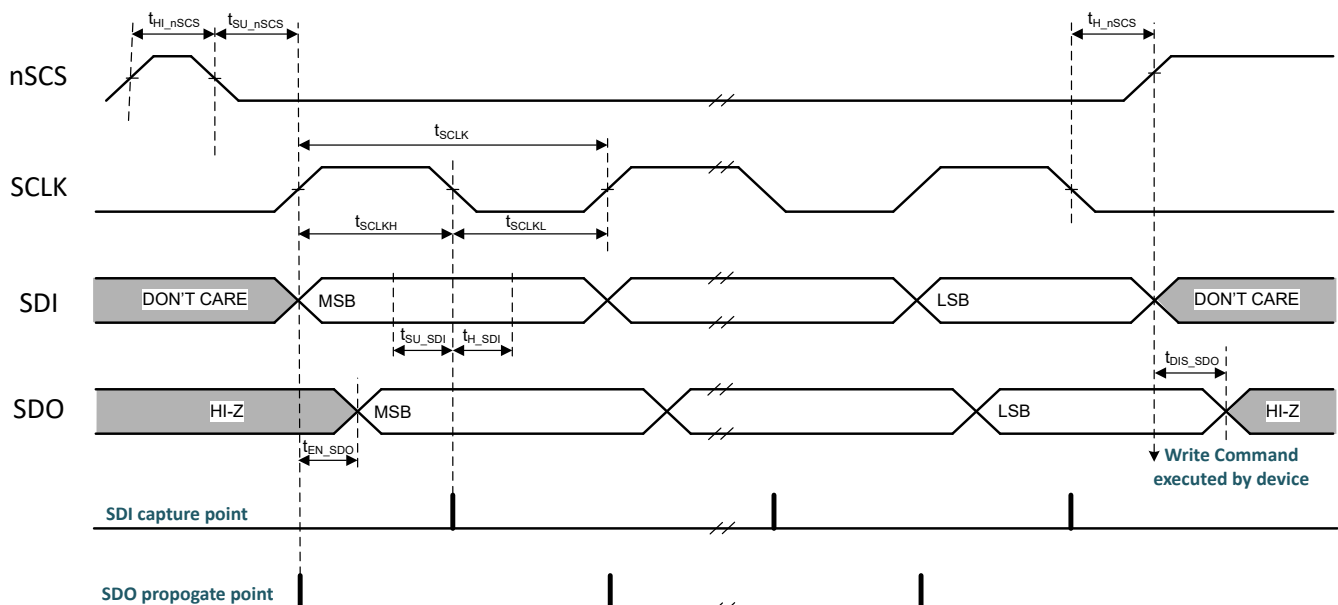 tHI_nSCS
tSU_nSCS
tH_nSCS
nSCS
tSCLK
SCLK
tSCLKH
tSCLKL
SDI
DON'T CARE
MSB
LSB
DON'T CARE
tSU_SDI
tH_SDI
tDIS_SDO
SDO
HI-Z
MSB
LSB
HI-Z
tEN_SDO
Write Command
executed by device
SDI capture point
SDO propogate point